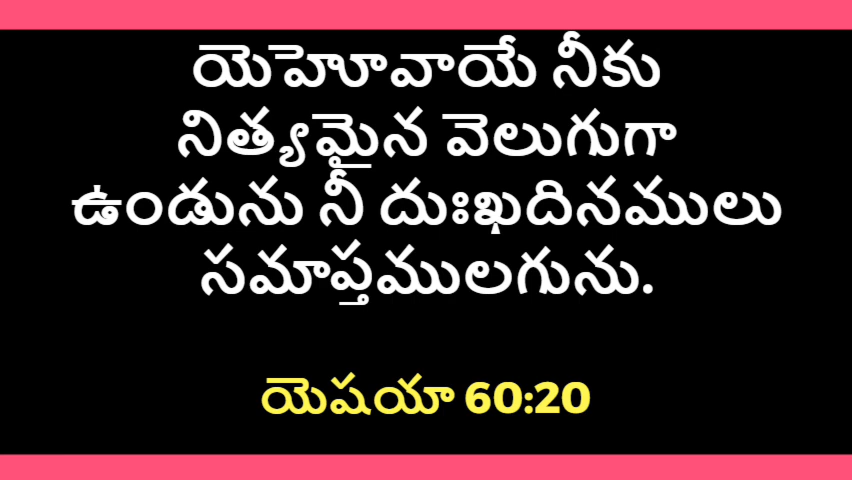 యెహెూవాయే నీకు
నిత్యమైన వెలుగుగా
ఉండును నీ దుఃఖదినములు
సమాప్తములగును.
యెషయా 60:20